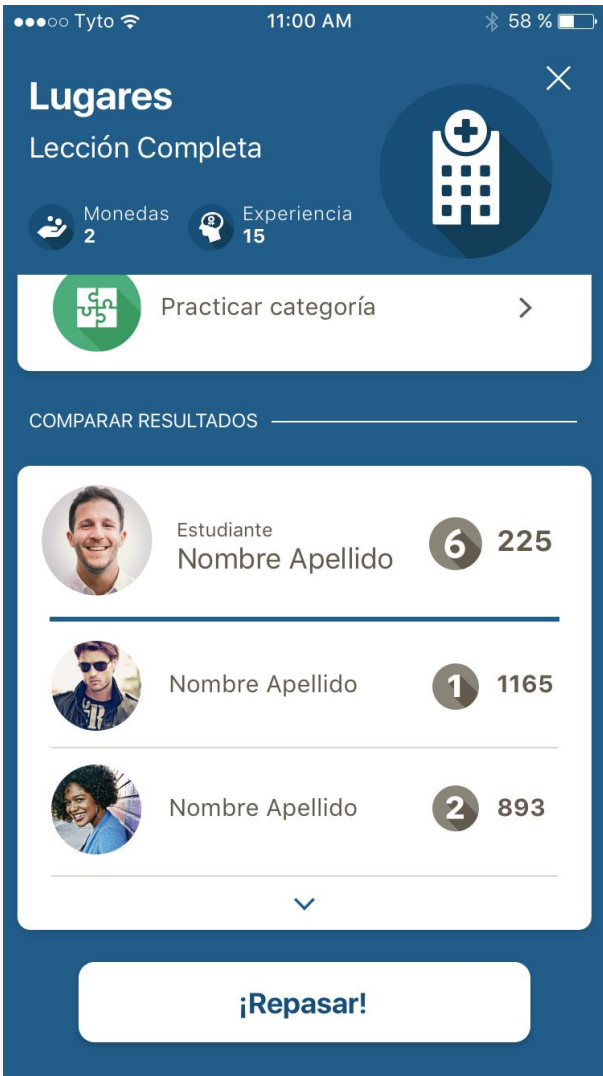 Tyto 11:00 AM 58 %
Lugares
Lección Completa
Monedas
2
Experiencia
15
Practicar categoría
COMPARAR RESULTADOS
Estudiante
Nombre Apellido 6 225
Nombre Apellido 1 1165
Nombre Apellido 2 893
¡Repasar!